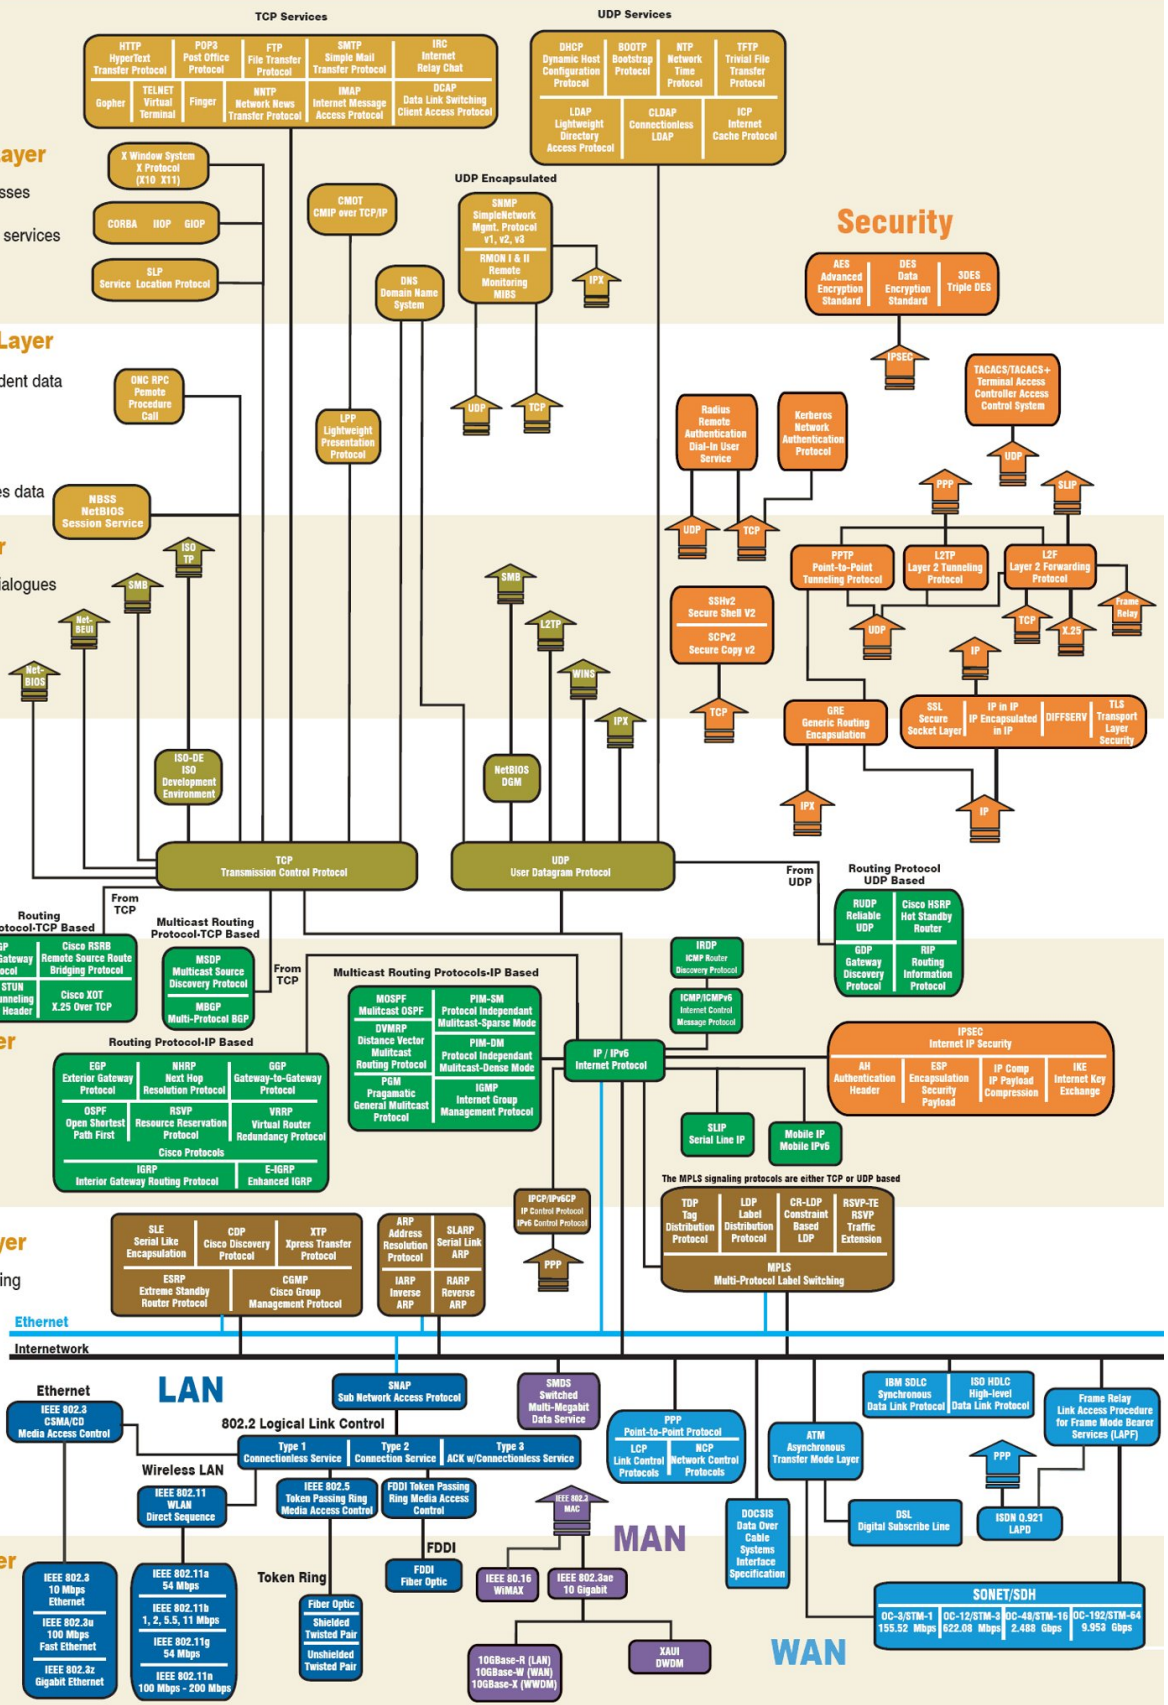 TCP Services
HTTP
HyperText
Transfer Protocol
POP3
Post Office
Protocol
FTP
File Transfer
Protocol
SMTP
Simple Mail
Transfer Protocol
IRC
Internet
Relay Chat
Gopher
TELNET
Virtual
Terminal
Finger
NNTP
Network News
Transfer Protocol
IMAP
Internet Message
Access Protocol
DCAP
Data Link Switching
Client Access Protocol
UDP Services
DHCP
Dynamic Host
Configuration
Protocol
BOOTP
Bootstrap
Protocol
NTP
Network
Time
Protocol
TFTP
Trivial File
Transfer
Protocol
LDAP
Lightweight
Directory
Access Protocol
CLDAP
Connectionless
LDAP
ICP
Internet
Cache Protocol
ayer
sses
services
X Window System
X Protocol
(X10 X11)
CORBA IIOP GIOP
SLP
Service Location Protocol
CMOT
CMIP over TCP/IP
UDP Encapsulated
SNMP
SimpleNetwork
Mgmt. Protocol
v1, v2, v3
RMON I & II
Remote
Monitoring
MIBS
IPX
DNS
Domain Name
System
Security
AES
Advanced
Encryption
Standard
DES
Data
Encryption
Standard
3DES
Triple DES
IPSEC
Layer
dent data
ONC RPC
Pemote
Procedure
Call
LPP
Lightweight
Presentation
Protocol
UDP
TCP
Radius
Remote
Authentication
Dial-In User
Service
Kerberos
Network
Authentication
Protocol
TACACS/TACACS+
Terminal Access
Controller Access
Control System
UDP
PPP
SLIP
es data
NBSS
NetBIOS
Session Service
UDP
TCP
r
ialogues
ISO
TP
SMB
Net-
BEUI
Net-
BIOS
SMB
L2TP
WINS
IPX
PPTP
Point-to-Point
Tunneling Protocol
L2TP
Layer 2 Tunneling
Protocol
L2F
Layer 2 Forwarding
Protocol
SSHv2
Secure Shell V2
SCPv2
Secure Copy v2
TCP
UDP
TCP
X.25
Frame
Relay
IP
GRE
Generic Routing
Encapsulation
SSL
Secure
Socket Layer
IP in IP
IP Encapsulated
in IP
DIFFSERV
TLS
Transport
Layer
Security
IPX
IP
ISO-DE
ISO
Development
Environment
NetBIOS
DGM
TCP
Transmission Control Protocol
UDP
User Datagram Protocol
From
TCP
From
UDP
Routing Protocol
UDP Based
RUDP
Reliable
UDP
Cisco HSRP
Hot Standby
Router
GDP
Gateway
Discovery
Protocol
RIP
Routing
Information
Protocol
Routing
otocol-TCP Based
GP
Gateway
ocol
Cisco RSRB
Remote Source Route
Bridging Protocol
STUN
unneling
Header
Cisco XOT
X.25 Over TCP
Multicast Routing
Protocol-TCP Based
MSDP
Multicast Source
Discovery Protocol
MBGP
Multi-Protocol BGP
From
TCP
Multicast Routing Protocols-IP Based
MOSPF
Mulitcast OSPF
PIM-SM
Protocol Independant
Mulitcast-Sparse Mode
DVMRP
Distance Vector
Mulitcast
Routing Protocol
PIM-DM
Protocol Independant
Mulitcast-Dense Mode
PGM
Pragamatic
General Mulitcast
Protocol
IGMP
Internet Group
Management Protocol
IRDP
ICMP Router
Discovery Protocol
ICMP/ICMPv6
Internet Control
Message Protocol
er
Routing Protocol-IP Based
EGP
Exterior Gateway
Protocol
NHRP
Next Hop
Resolution Protocol
GGP
Gateway-to-Gateway
Protocol
OSPF
Open Shortest
Path First
RSVP
Resource Reservation
Protocol
VRRP
Virtual Router
Redundancy Protocol
Cisco Protocols
IGRP
Interior Gateway Routing Protocol
E-IGRP
Enhanced IGRP
IP / IPv6
Internet Protocol
IPSEC
Internet IP Security
AH
Authentication
Header
ESP
Encapsulation
Security
Payload
IP Comp
IP Payload
Compression
IKE
Internet Key
Exchange
SLIP
Serial Line IP
Mobile IP
Mobile IPv6
The MPLS signaling protocols are either TCP or UDP based
TDP
Tag
Distribution
Protocol
LDP
Label
Distribution
Protocol
CR-LDP
Constraint
Based
LDP
RSVP-TE
RSVP
Traffic
Extension
MPLS
Multi-Protocol Label Switching
IPCP/IPv6CP
IP Control Protocol
IPv6 Control Protocol
PPP
yer
ing
SLE
Serial Like
Encapsulation
CDP
Cisco Discovery
Protocol
XTP
Xpress Transfer
Protocol
ESRP
Extreme Standby
Router Protocol
CGMP
Cisco Group
Management Protocol
ARP
Address
Resolution
Protocol
SLARP
Serial Link
ARP
IARP
Inverse
ARP
RARP
Reverse
ARP
Ethernet
Internetwork
LAN
Ethernet
IEEE 802.3
CSMA/CD
Media Access Control
SNAP
Sub Network Access Protocol
802.2 Logical Link Control
Type 1
Connectionless Service
Type 2
Connection Service
Type 3
ACK w/Connectionless Service
Wireless LAN
IEEE 802.11
WLAN
Direct Sequence
IEEE 802.5
Token Passing Ring
Media Access Control
FDDI Token Passing
Ring Media Access
Control
SMDS
Switched
Multi-Megabit
Data Service
PPP
Point-to-Point Protocol
LCP
Link Control
Protocols
NCP
Network Control
Protocols
ATM
Asynchronous
Transfer Mode Layer
IBM SDLC
Synchronous
Data Link Protocol
ISO HDLC
High-level
Data Link Protocol
Frame Relay
Link Access Procedure
for Frame Mode Bearer
Services (LAPF)
PPP
ISDN Q.921
LAPD
DSL
Digital Subscribe Line
DOCSIS
Data Over
Cable
Systems
Interface
Specification
IEEE 802.3
MAC
MAN
IEEE 80.16
WiMAX
IEEE 802.3ae
10 Gigabit
10GBase-R (LAN)
10GBase-W (WAN)
10GBase-X (WWDM)
XAUI
DWDM
er
IEEE 802.3
10 Mbps
Ethernet
IEEE 802.3u
100 Mbps
Fast Ethernet
IEEE 802.3z
Gigabit Ethernet
IEEE 802.11a
54 Mbps
IEEE 802.11b
1, 2, 5.5, 11 Mbps
IEEE 802.11g
54 Mbps
IEEE 802.11n
100 Mbps - 200 Mbps
Token Ring
Fiber Optic
Shielded
Twisted Pair
Unshielded
Twisted Pair
FDDI
FDDI
Fiber Optic
WAN
SONET/SDH
OC-3/STM-1
155.52 Mbps
OC-12/STM-3
622.08 Mbps
OC-48/STM-16
2.488 Gbps
OC-192/STM-64
9.953 Gbps